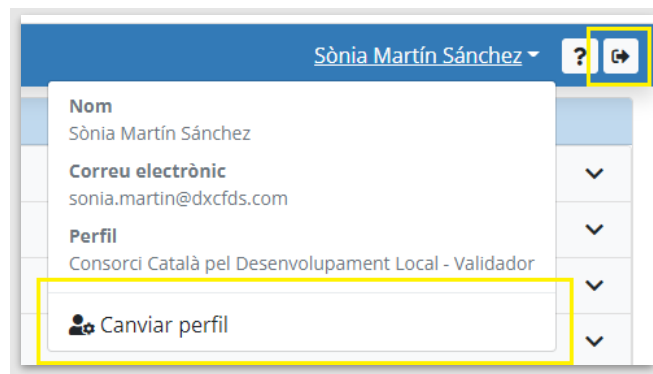 Sònia Martín Sánchez
?
Nom
Sònia Martín Sánchez
Correu electrònic
sonia.martin@dxcfds.com
Perfil
Consorci Català pel Desenvolupament Local - Validador
Canviar perfil